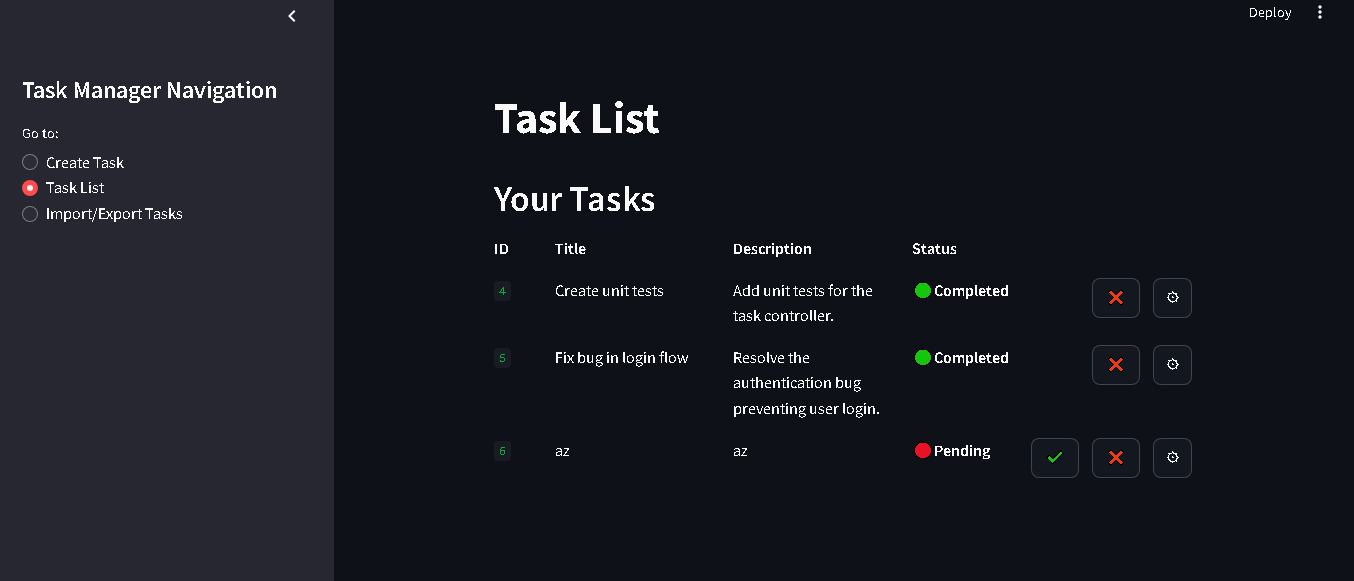 Deploy
Task Manager Navigation
Go to:
Create Task
Task List
Import/Export Tasks
Task List
Your Tasks
ID Title Description Status
4 Create unit tests Add unit tests for the Completed
task controller.
5 Fix bug in login flow Resolve the Completed
authentication bug
preventing user login.
6 az az Pending